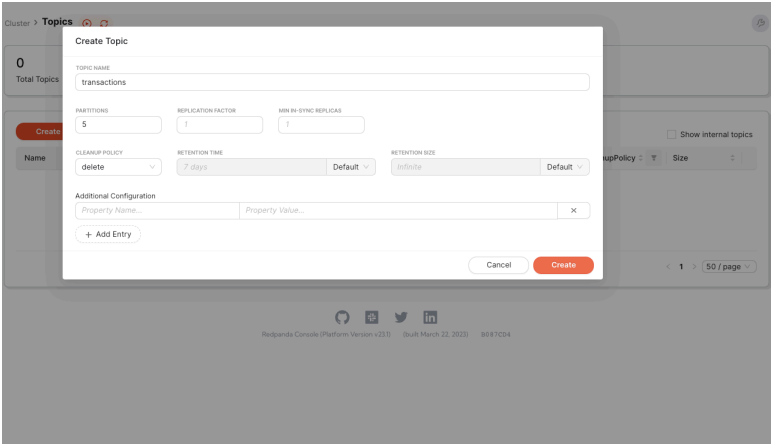 Cluster > Topics
Create Topic
0
Total Topics
TOPIC NAME
transactions
PARTITIONS
REPLICATION FACTOR
MIN IN-SYNC REPLICAS
5
1
1
Create
Show internal topics
CLEANUP POLICY
RETENTION TIME
RETENTION SIZE
Name
delete
7 days
Default
Infinite
Default
upPolicy
Size
Additional Configuration
Property Name...
Property Value...
+ Add Entry
Cancel
Create
< 1 > 50 / page
Redpanda Console (Platform Version v23.1) (built March 22, 2023)